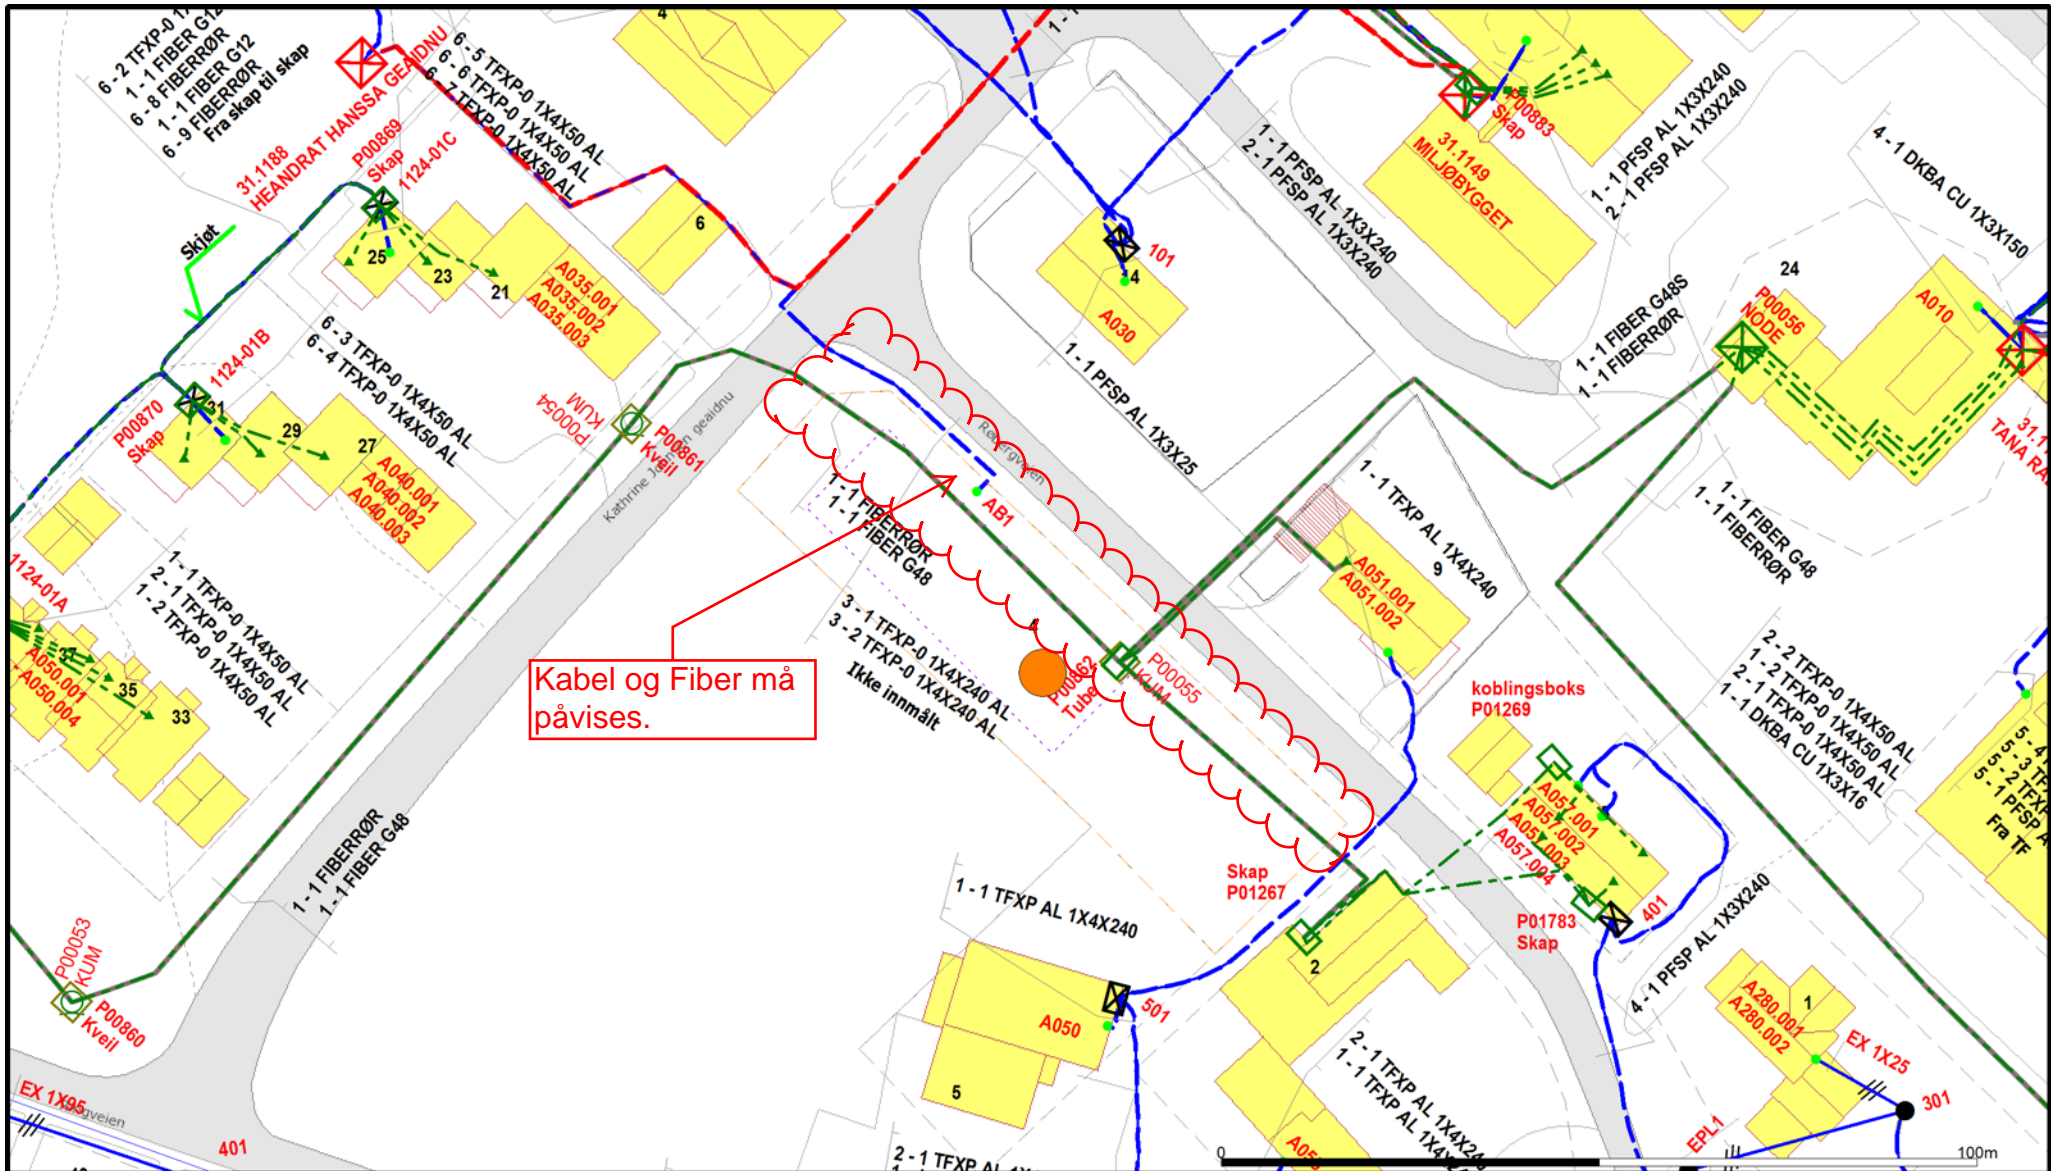 6 - 2 TFXP-0
1 - 1 FIBER G12
6 - 8 FIBERRØR
1 - 1 FIBER G12
6 - 9 FIBERRØR
Fra skap til skap
31.1188
HEANDRAT HANSSA GEAIDNU
P00869
Skap
1124-01C
6 - 5 TFXP-0 1X4X50 AL
6 - 6 TFXP-0 1X4X50 AL
6 - 7 TFXP-0 1X4X50 AL
4
6
Skjøt
25
23
21
A035.001
A035.002
A035.003
6 - 3 TFXP-0 1X4X50 AL
6 - 4 TFXP-0 1X4X50 AL
1124-01B
P00870
Skap
31
29
27
A040.001
A040.002
A040.003
P00054
KUM
P00861
Kveil
1124-01A
1 - 1 TFXP-0 1X4X50 AL
2 - 1 TFXP-0 1X4X50 AL
1 - 2 TFXP-0 1X4X50 AL
37
35
33
A050.001
A050.004
101
4
A030
1 - 1 PFSP AL 1X3X25
1 - 1 PFSP AL 1X3X240
2 - 1 PFSP AL 1X3X240
P00883
Skap
31.1149
MILJØBYGGET
1 - 1 PFSP AL 1X3X240
2 - 1 PFSP AL 1X3X240
4 - 1 DKBA CU 1X3X150
24
P00056
NODE
A010
TANA
1 - 1 FIBER G48S
1 - 1 FIBERRØR
1 - 1 FIBER G48
1 - 1 FIBERRØR
Røbergveien
AB1
1 - 1 FIBERRØR
1 - 1 FIBER G48
1 - 1 TFXP AL 1X4X240
A051.001
A051.002
9
3 - 1 TFXP-0 1X4X240 AL
3 - 2 TFXP-0 1X4X240 AL
Ikke innmålt
Kabel og Fiber må
påvises.
P00862
Tube
P00055
KUM
koblingsboks
P01269
2 - 2 TFXP-0 1X4X50 AL
1 - 2 TFXP-0 1X4X50 AL
2 - 1 TFXP-0 1X4X50 AL
1 - 1 DKBA CU 1X3X16
A057.001
A057.002
A057.003
A057.004
401
P01783
Skap
Skap
P01267
2
4 - 1 PFSP AL 1X3X240
Fra TF
1 - 1 FIBERRØR
1 - 1 FIBER G48
P00053
KUM
P00860
Kveil
EX 1X95
401
1 - 1 TFXP AL 1X4X240
A050
501
5
2 - 1 TFXP AL 1X4X240
1 - 1 TFXP AL
A280.001
A280.002
1
EX 1X25
301
EPL1
0
100m